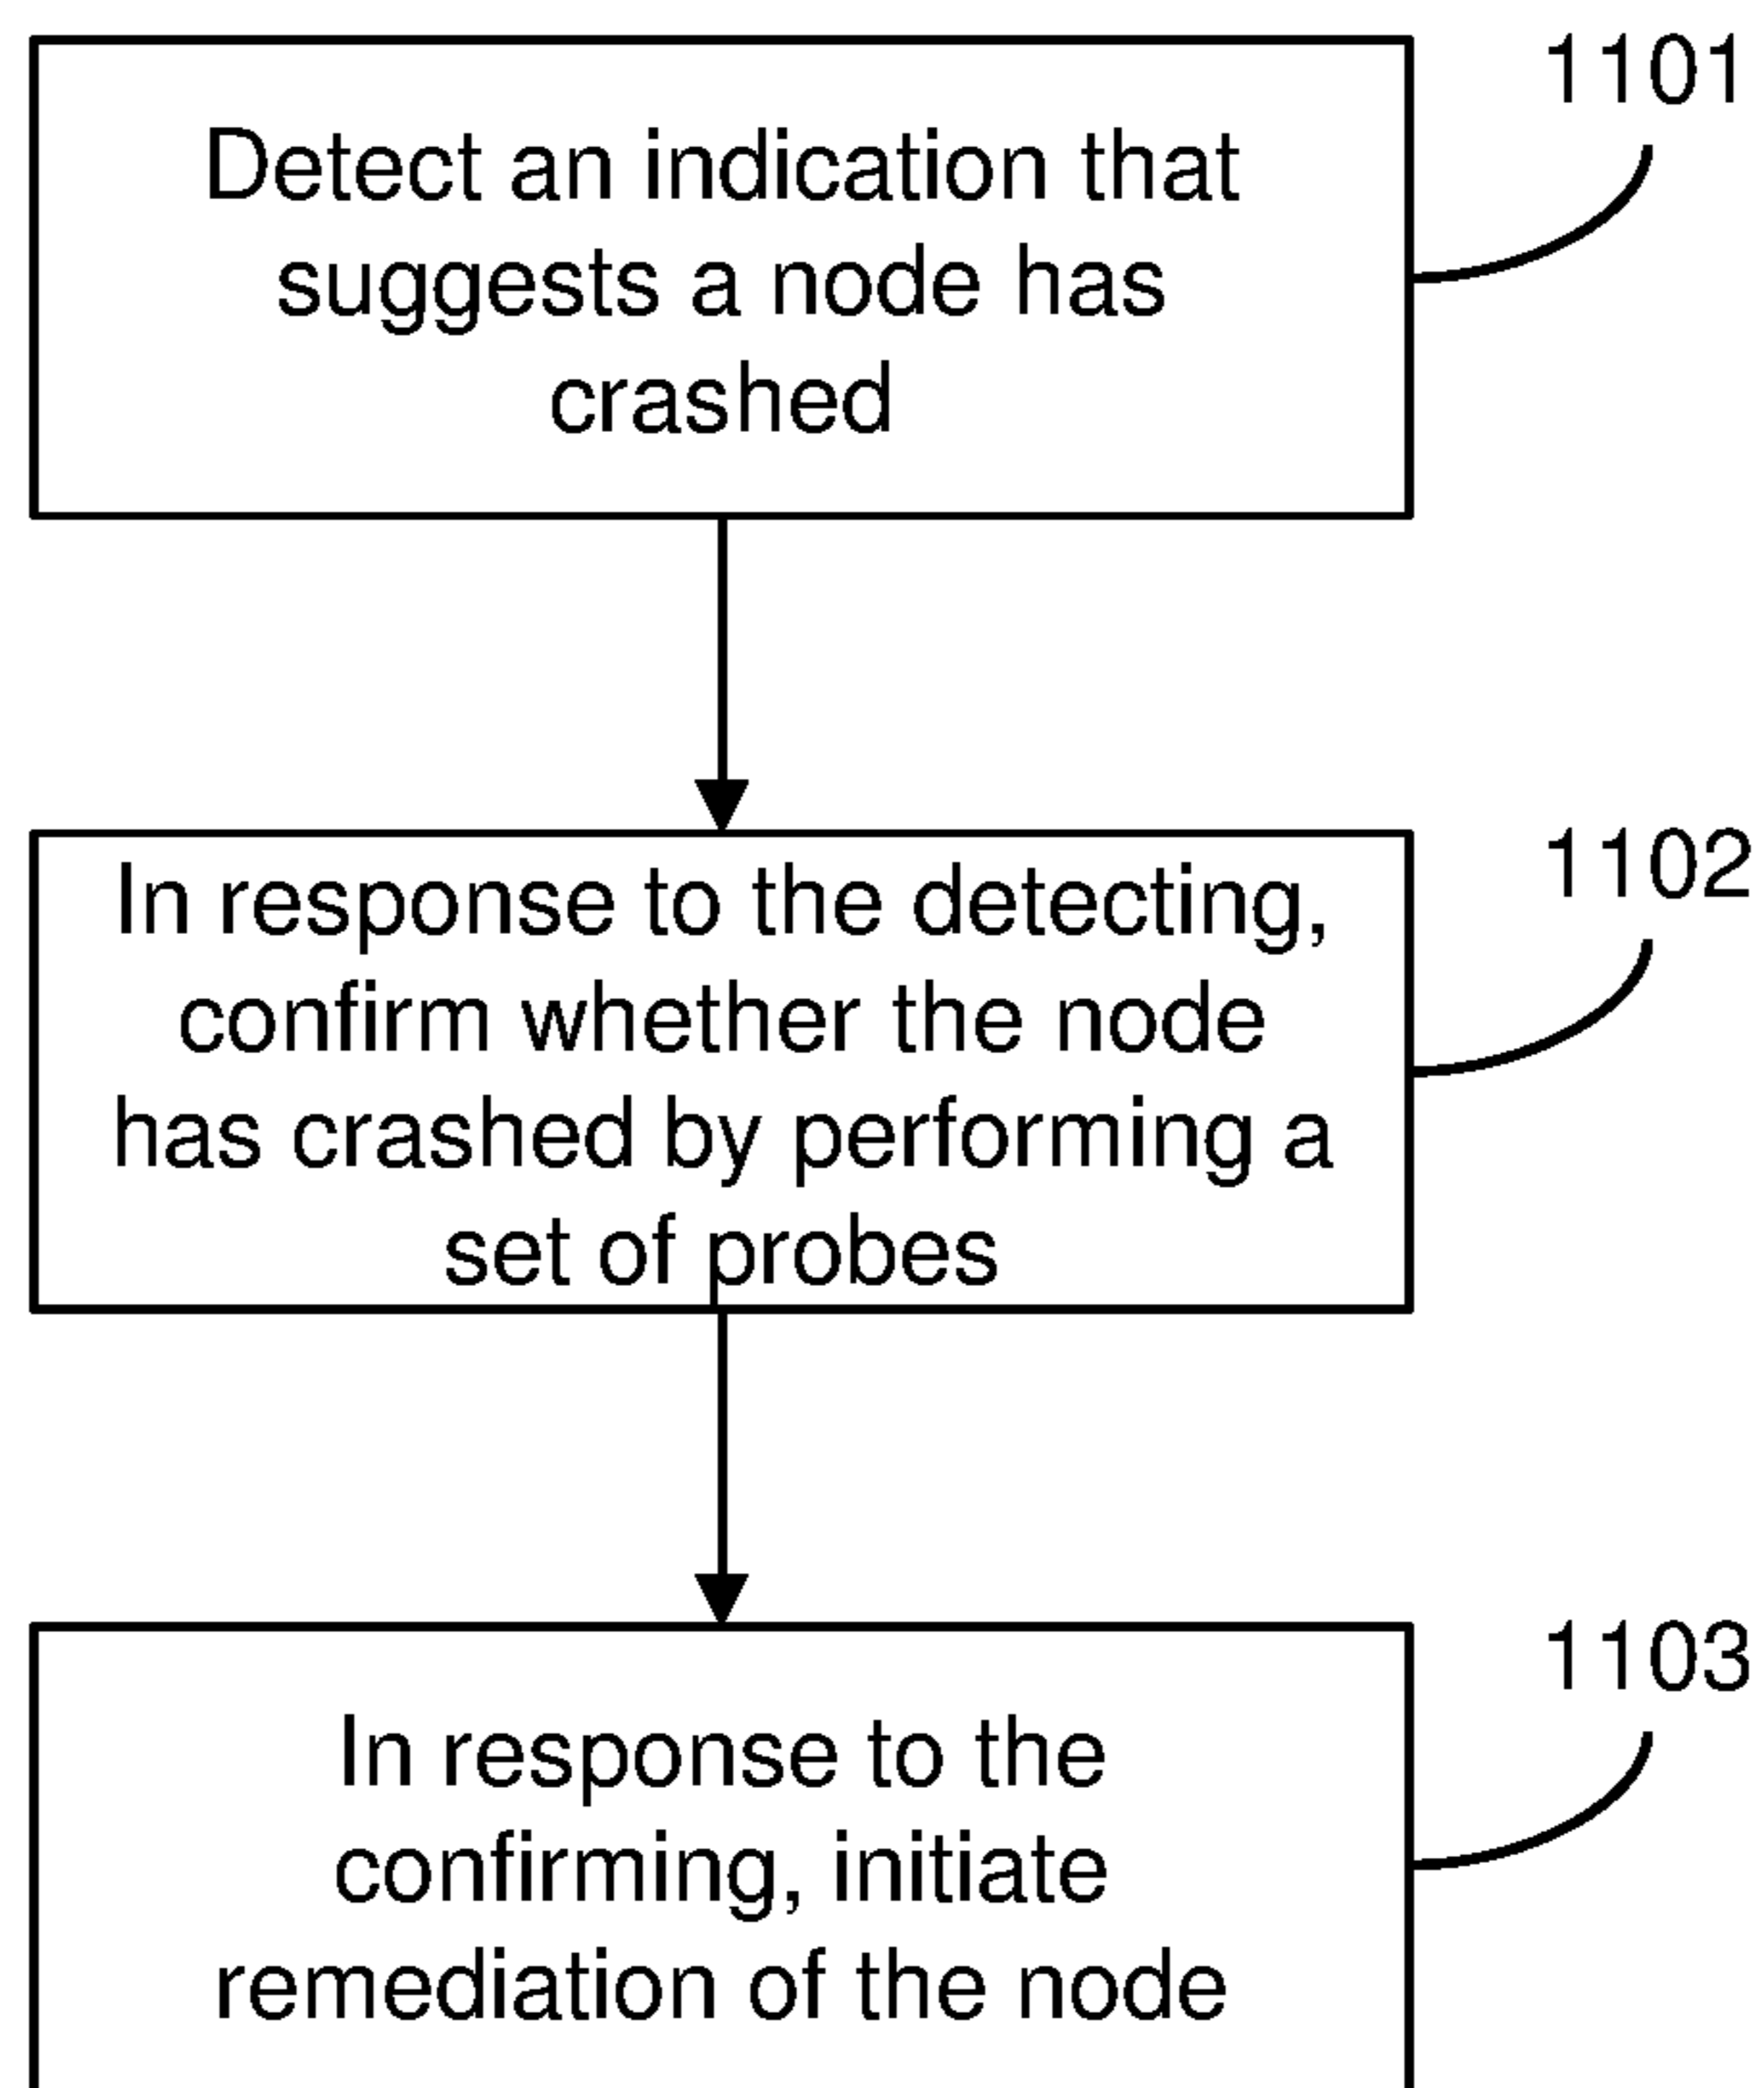 1101
Detect an indication that
suggests a node has
crashed
1102
In response to the detecting,
confirm whether the node
has crashed by performing a
set of probes
1103
In response to the
confirming, initiate
remediation of the node